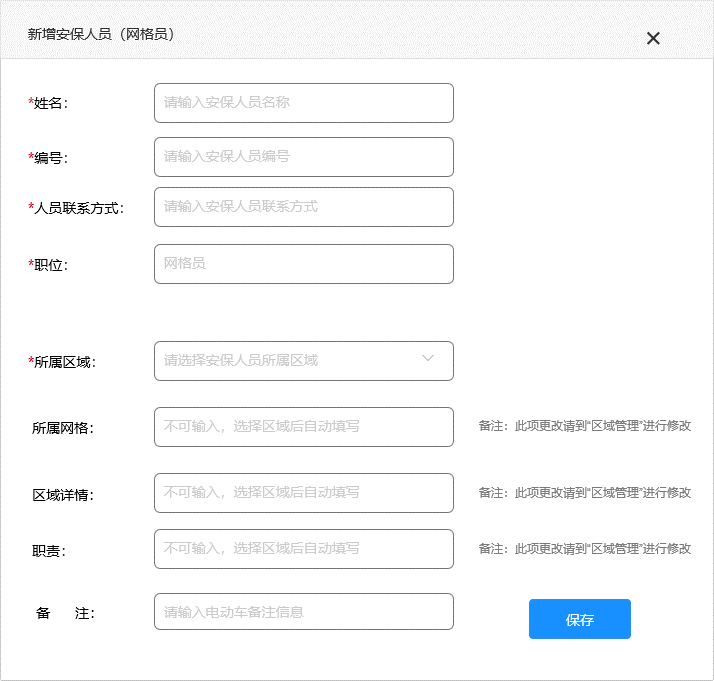 新增安保人员（网格员）
*姓名： 请输入安保人员名称
*编号： 请输入安保人员编号
*人员联系方式： 请输入安保人员联系方式
*职位： 网格员
*所属区域： 请选择安保人员所属区域
所属网格： 不可输入，选择区域后自动填写 备注：此项更改请到“区域管理”进行修改
区域详情： 不可输入，选择区域后自动填写 备注：此项更改请到“区域管理”进行修改
职责： 不可输入，选择区域后自动填写 备注：此项更改请到“区域管理”进行修改
备 注： 请输入电动车备注信息
保存